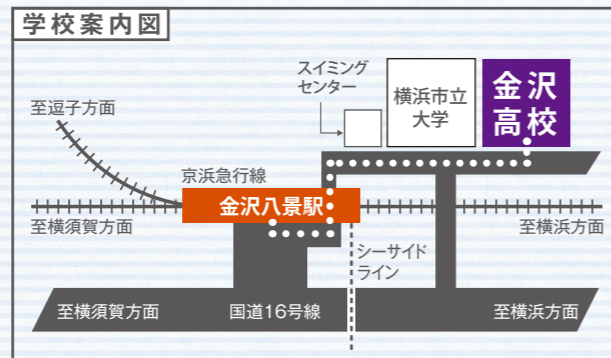 学校案内図
スイミング
センター
横浜市立
大学
金沢
高校
至逗子方面
京浜急行線
金沢八景駅
至横須賀方面
至横浜方面
シーサイド
ライン
至横須賀方面
国道16号線
至横浜方面